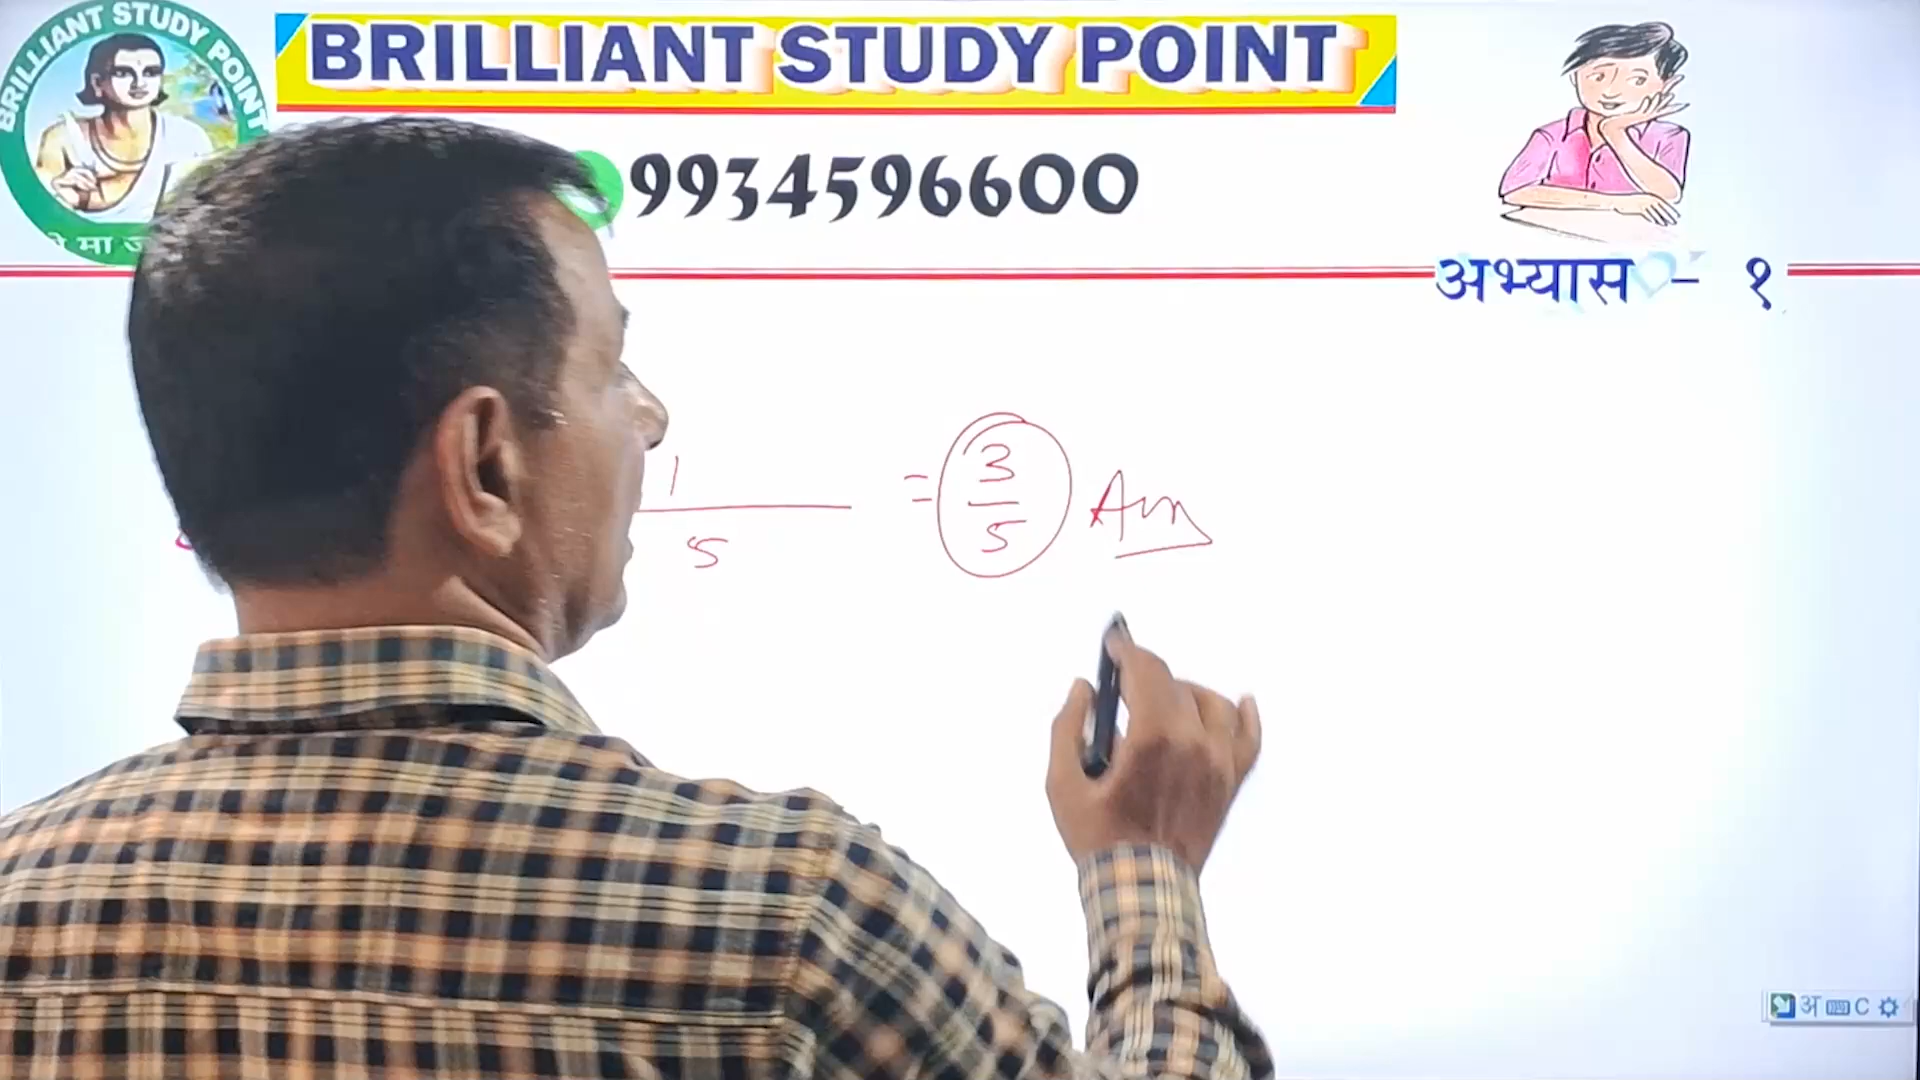 BRILLIANT STUDY POINT
BRILLIANT STUDY POINT
9934596600
मा
अभ्यास - १
1
5
= 3/5 Ans
अ C